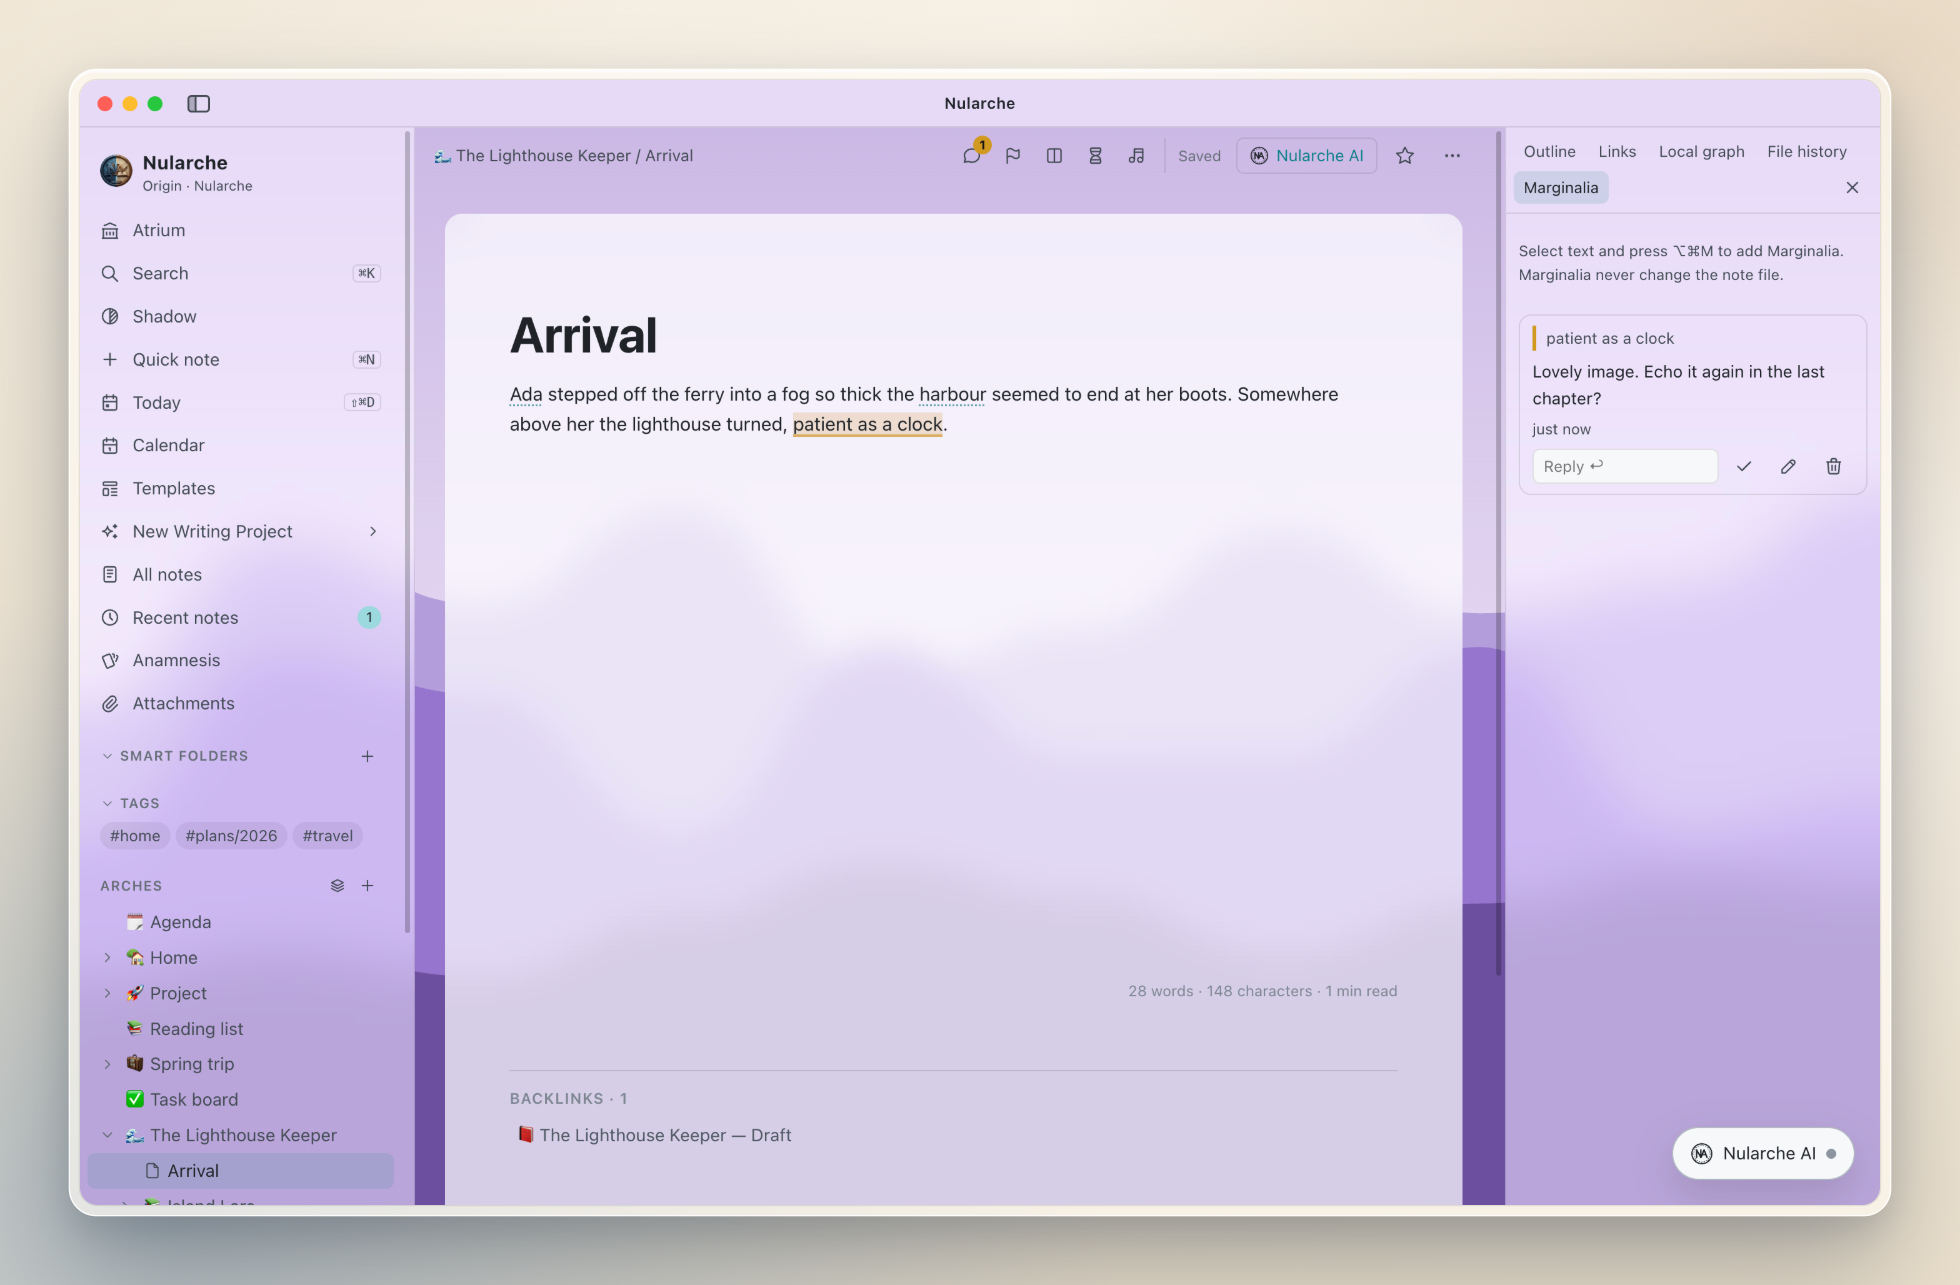 Nularche
Nularche
Origin · Nularche
Atrium
Search ⌘K
Shadow
Quick note ⌘N
Today ⇧⌘D
Calendar
Templates
New Writing Project
All notes
Recent notes 1
Anamnesis
Attachments
SMART FOLDERS
TAGS
#home #plans/2026 #travel
ARCHES
Agenda
Home
Project
Reading list
Spring trip
Task board
The Lighthouse Keeper
Arrival
The Lighthouse Keeper / Arrival
1
Saved
Nularche AI
Arrival
Ada stepped off the ferry into a fog so thick the harbour seemed to end at her boots. Somewhere
above her the lighthouse turned, patient as a clock.
28 words · 148 characters · 1 min read
BACKLINKS · 1
The Lighthouse Keeper — Draft
Outline Links Local graph File history
Marginalia
Select text and press ⌥⌘M to add Marginalia.
Marginalia never change the note file.
patient as a clock
Lovely image. Echo it again in the last
chapter?
just now
Reply ↩
Nularche AI